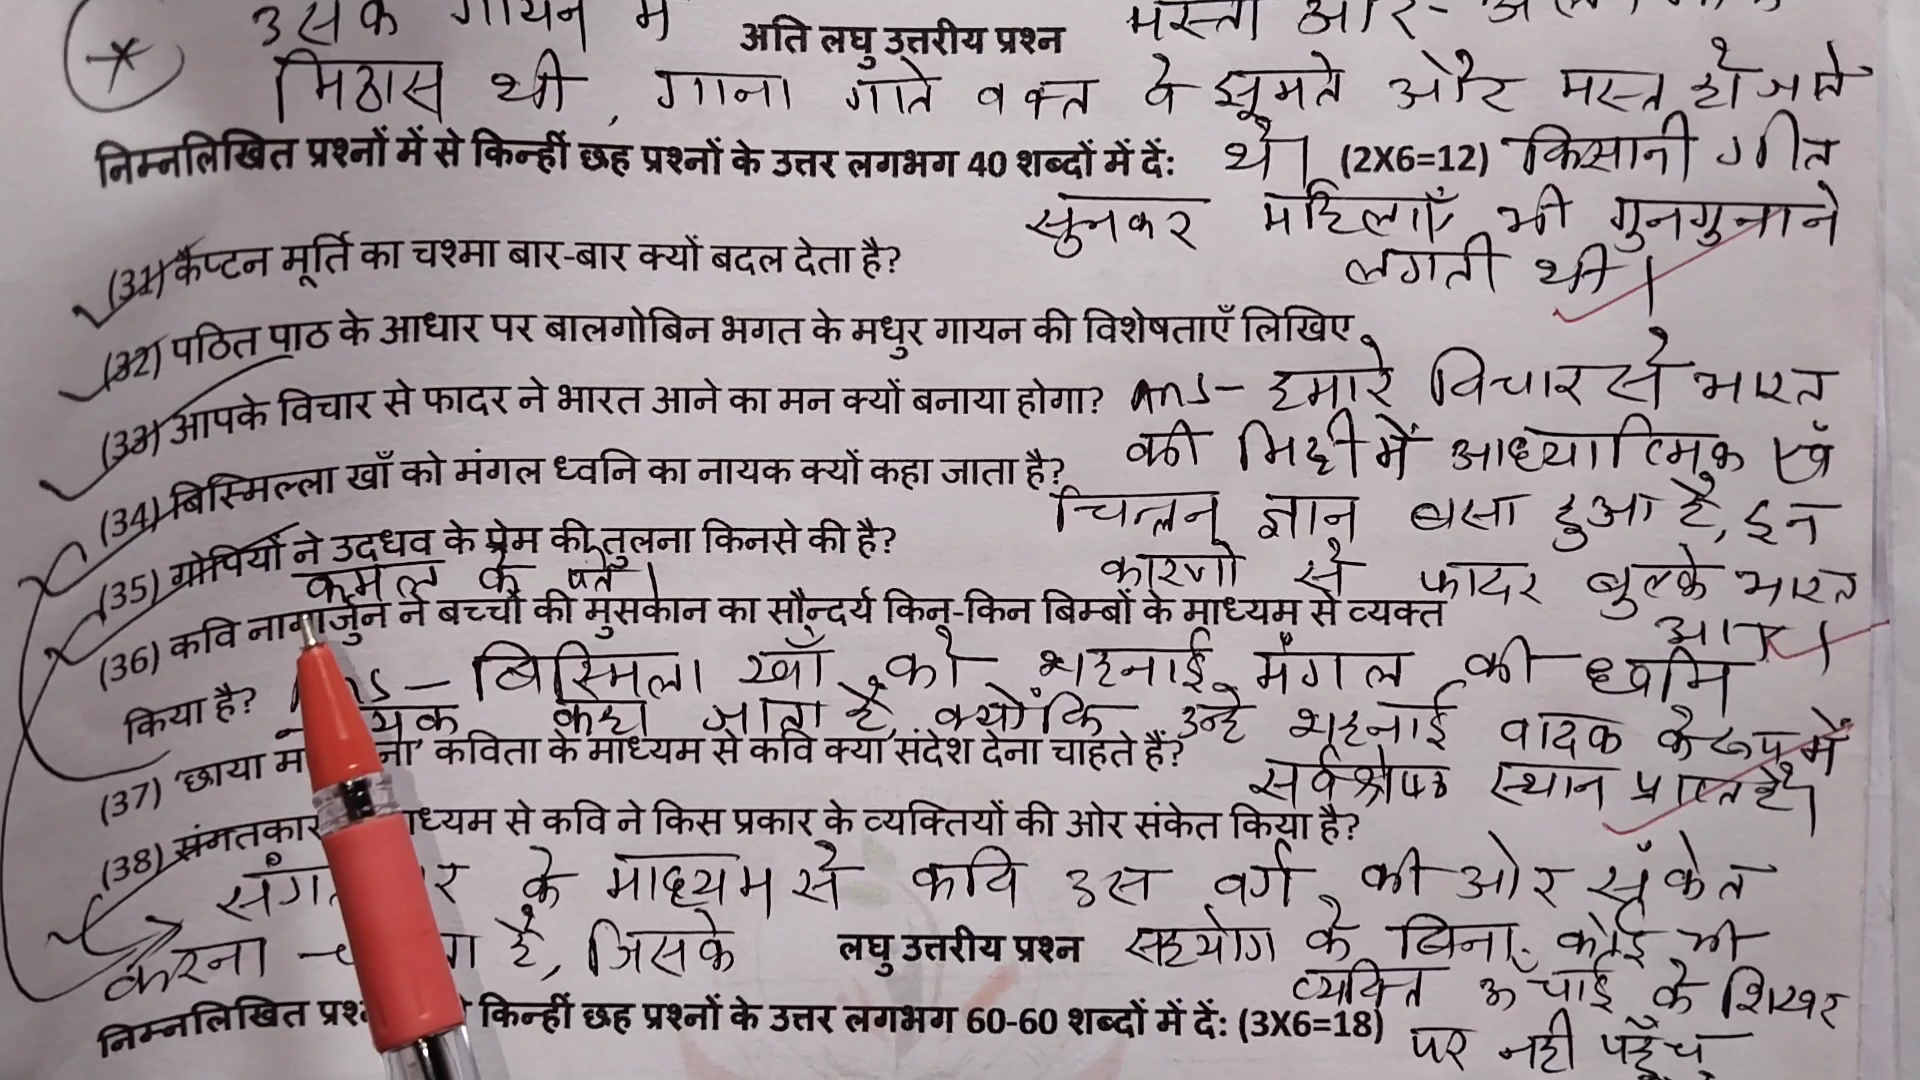 उसके गायन में
मस्ती और
अति लघु उत्तरीय प्रश्न
मिठास थी, गाना गाते वक्त वे झूमते और मस्त हो जाते
निम्नलिखित प्रश्नों में से किन्हीं छह प्रश्नों के उत्तर लगभग 40 शब्दों में दें: थे। (2X6=12) किसानी गीत
सुनकर महिलाएँ भी गुनगुनाने
लगती थी।
(31) कैप्टन मूर्ति का चश्मा बार-बार क्यों बदल देता है?
(32) पठित पाठ के आधार पर बालगोबिन भगत के मधुर गायन की विशेषताएँ लिखिए
(33) आपके विचार से फादर ने भारत आने का मन क्यों बनाया होगा? Ans- हमारे विचार से भारत
की मिट्टी में आध्यात्मिक एवं
(34) बिस्मिल्ला खाँ को मंगल ध्वनि का नायक क्यों कहा जाता है?
चिन्तन ज्ञान बसा हुआ है, इन
(35) गोपियों ने उद्धव के प्रेम की तुलना किनसे की है?
कारणो से फादर बुल्के भारत
कमल के पते।
(36) कवि नागार्जुन ने बच्चों की मुसकान का सौन्दर्य किन-किन बिम्बों के माध्यम से व्यक्त
आए।
किया है? Ans - बिस्मिला खाँ को शहनाई मंगल की ध्वनि
कहा जाता है, क्योंकि उन्हे शहनाई वादक के रूप में
(37) 'छाया कविता के माध्यम से कवि क्या संदेश देना चाहते हैं?
सर्वश्रेष्ठ स्थान प्राप्त है।
(38) संगतकार माध्यम से कवि ने किस प्रकार के व्यक्तियों की ओर संकेत किया है?
के माध्यम से कवि उस वर्ग की ओर संकेत
करना है, जिसके
लघु उत्तरीय प्रश्न
सहयोग के बिना कोई भी
व्यक्ति ऊँचाई के शिखर
निम्नलिखित किन्हीं छह प्रश्नों के उत्तर लगभग 60-60 शब्दों में दें: (3X6=18)
पर नही पहुँच